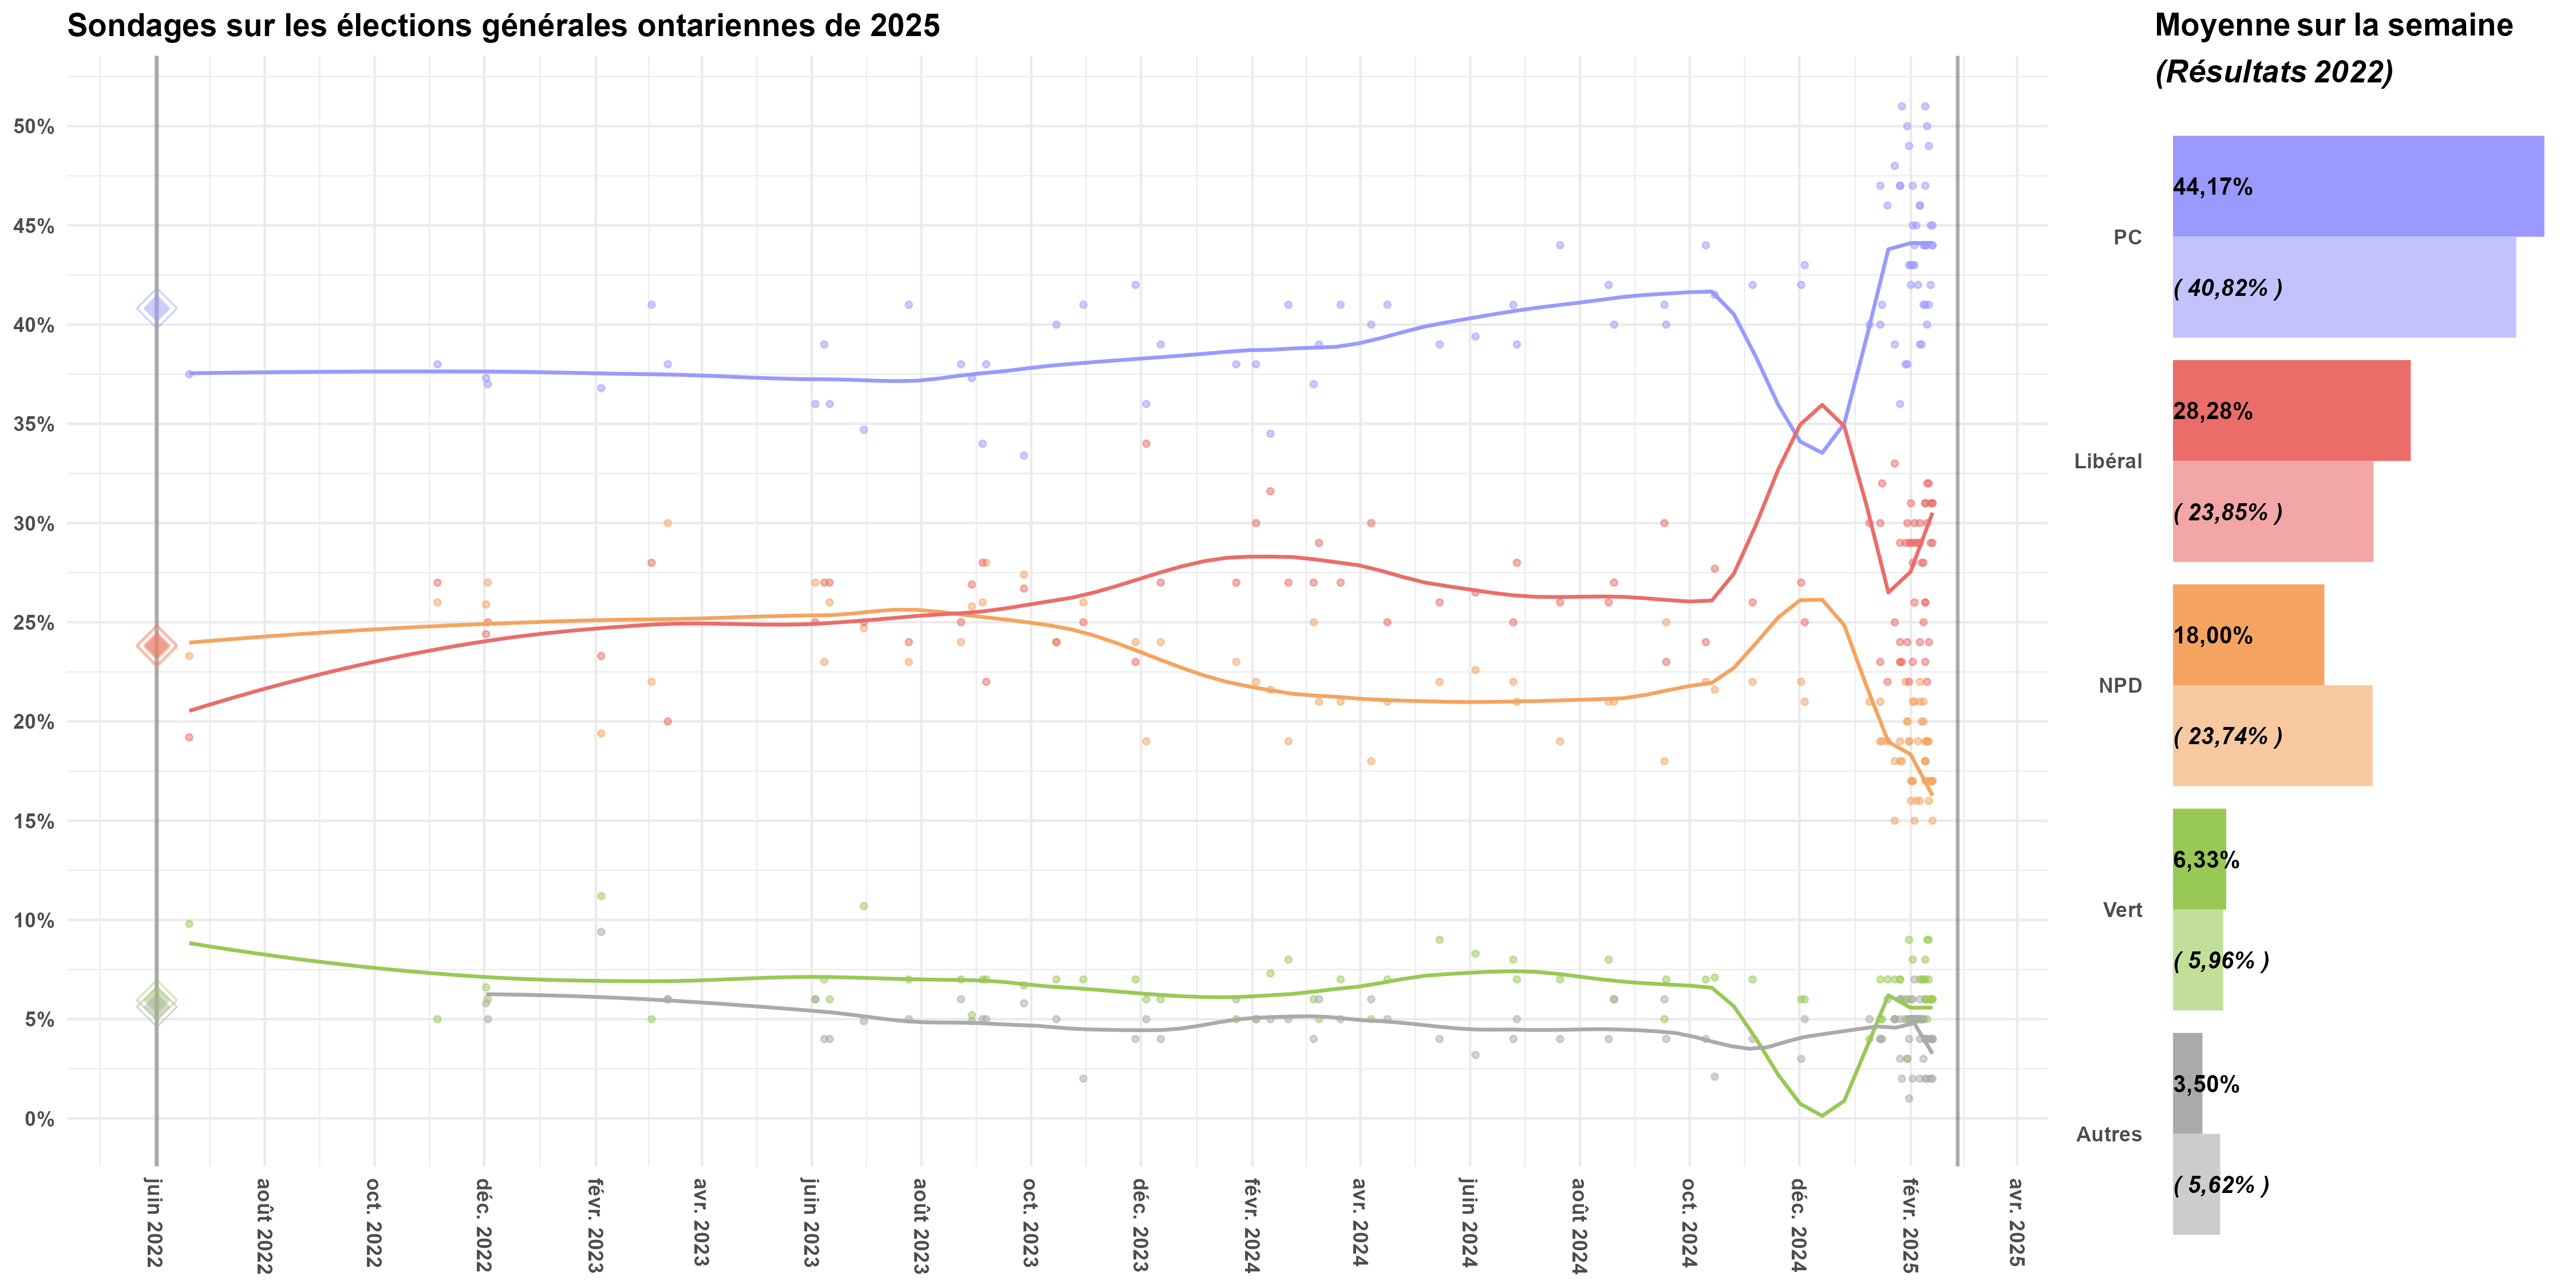 Sondages sur les élections générales ontariennes de 2025
50%
45%
40%
35%
30%
25%
20%
15%
10%
5%
0%
juin 2022
août 2022
oct. 2022
déc. 2022
févr. 2023
avr. 2023
juin 2023
août 2023
oct. 2023
déc. 2023
févr. 2024
avr. 2024
juin 2024
août 2024
oct. 2024
déc. 2024
févr. 2025
avr. 2025
Moyenne sur la semaine
(Résultats 2022)
PC
44,17%
( 40,82% )
Libéral
28,28%
( 23,85% )
NPD
18,00%
( 23,74% )
Vert
6,33%
( 5,96% )
Autres
3,50%
( 5,62% )